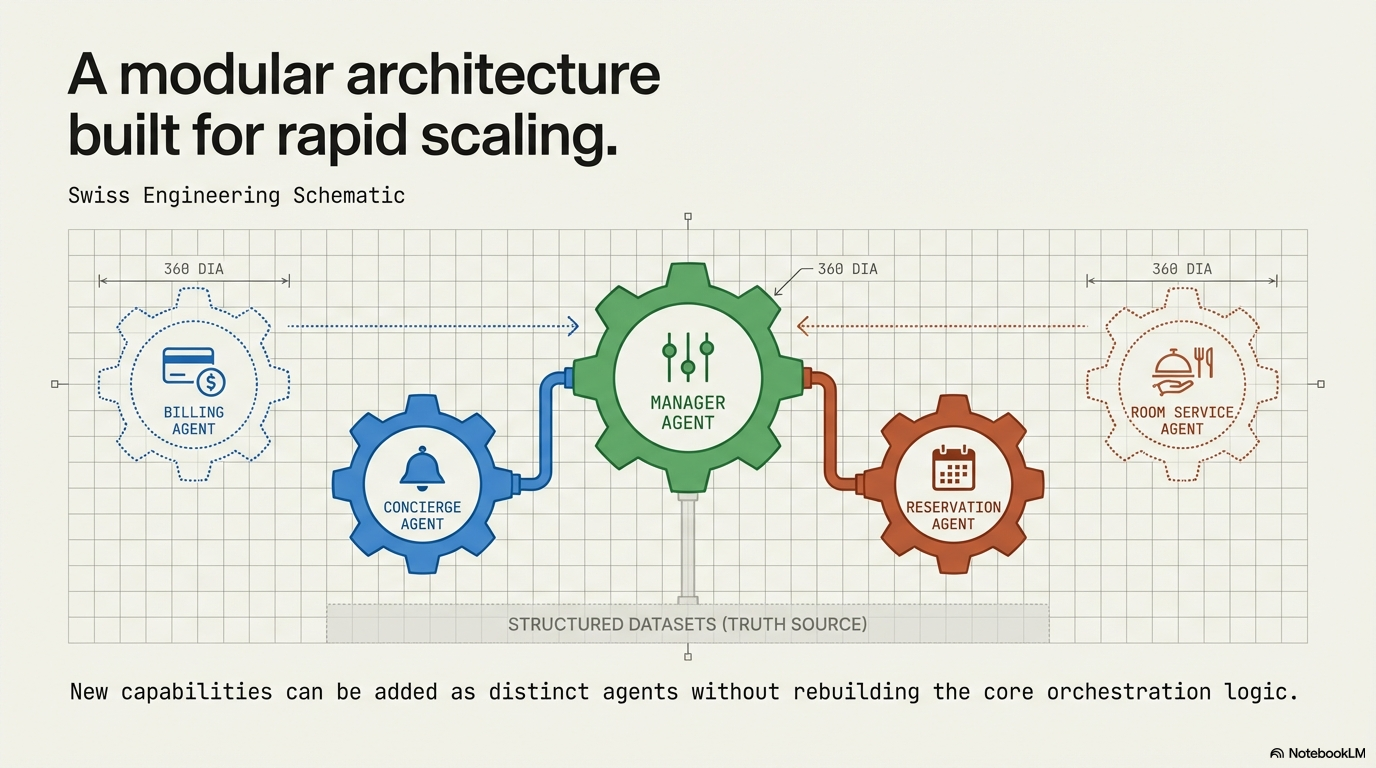 A modular architecture
built for rapid scaling.
Swiss Engineering Schematic
360 DIA
360 DIA
360 DIA
$
BILLING
AGENT
MANAGER
AGENT
ROOM SERVICE
AGENT
CONCIERGE
AGENT
RESERVATION
AGENT
STRUCTURED DATASETS (TRUTH SOURCE)
New capabilities can be added as distinct agents without rebuilding the core orchestration logic.
NotebookLM